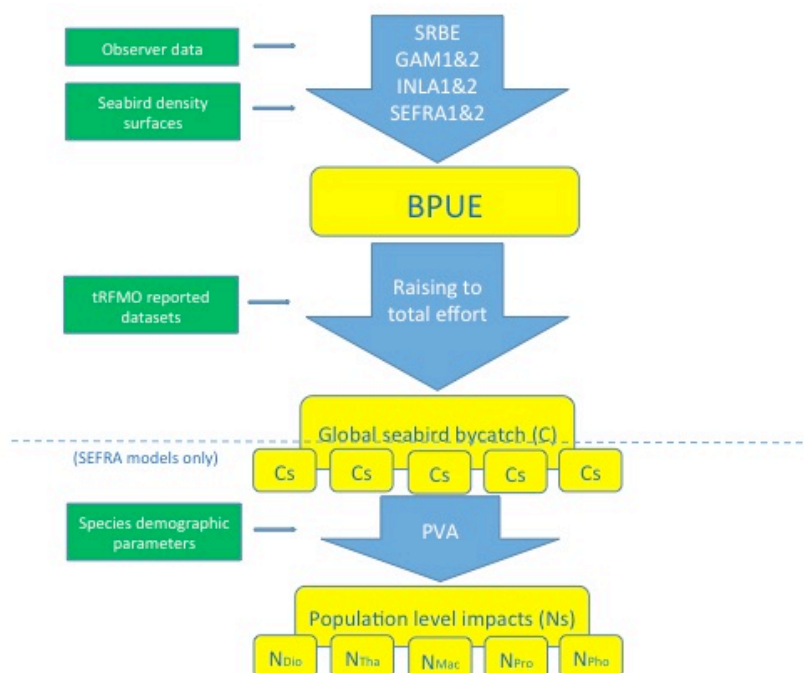 Observer data
SRBE
GAM1&2
INLA1&2
SEFRA1&2
Seabird density
surfaces
BPUE
tRFMO reported
datasets
Raising to
total effort
Global seabird bycatch (C)
(SEFRA models only)
Cs Cs Cs Cs Cs
Species demographic
parameters
PVA
Population level impacts (Ns)
NDio NTha NMac NPro NPho